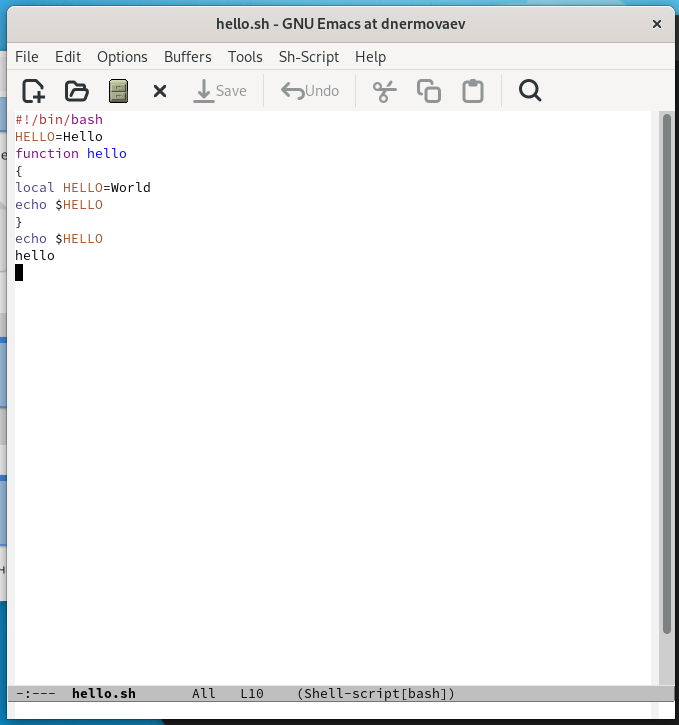 hello.sh - GNU Emacs at dnermovaev
File Edit Options Buffers Tools Sh-Script Help
Save Undo
#!/bin/bash
HELLO=Hello
function hello
{
local HELLO=World
echo $HELLO
}
echo $HELLO
hello
-:--- hello.sh All L10 (Shell-script[bash])